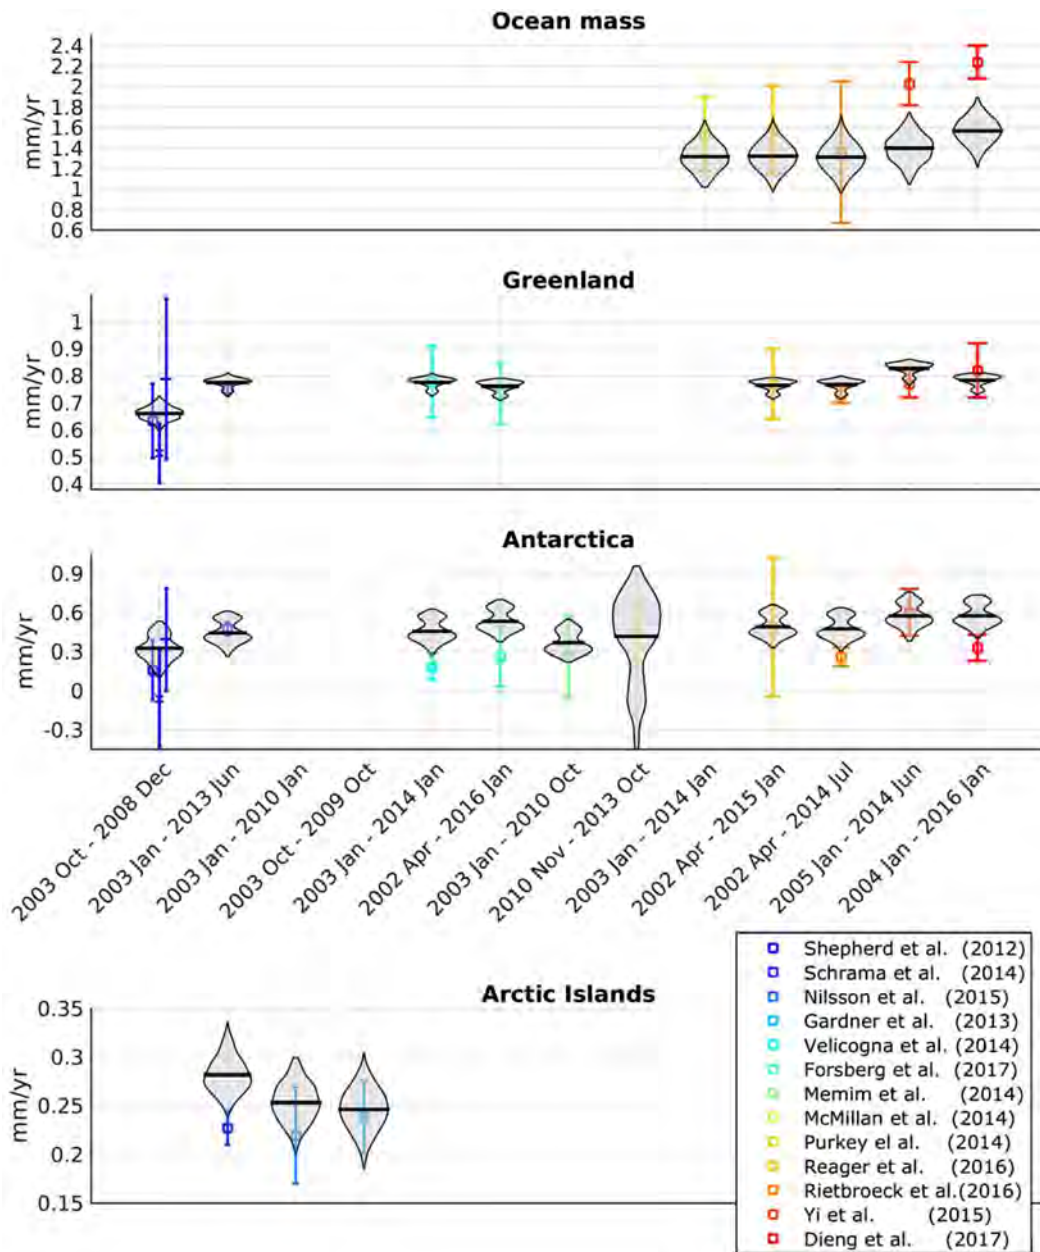 Ocean mass
mm/yr
2.4
2.2
2
1.8
1.6
1.4
1.2
1
0.8
0.6
Greenland
mm/yr
1
0.9
0.8
0.7
0.6
0.5
0.4
Antarctica
mm/yr
0.9
0.6
0.3
0
-0.3
2003 Oct - 2008 Dec
2003 Jan - 2013 Jun
2003 Jan - 2010 Jan
2003 Oct - 2009 Oct
2003 Jan - 2014 Jan
2002 Apr - 2016 Jan
2003 Jan - 2010 Oct
2010 Nov - 2013 Oct
2003 Jan - 2014 Jan
2002 Apr - 2015 Jan
2002 Apr - 2014 Jul
2005 Jan - 2014 Jun
2004 Jan - 2016 Jan
Arctic Islands
mm/yr
0.35
0.3
0.25
0.2
0.15
Shepherd et al. (2012)
Schrama et al. (2014)
Nilsson et al. (2015)
Gardner et al. (2013)
Velicogna et al. (2014)
Forsberg et al. (2017)
Memim et al. (2014)
McMillan et al. (2014)
Purkey el al. (2014)
Reager et al. (2016)
Rietbroeck et al.(2016)
Yi et al. (2015)
Dieng et al. (2017)